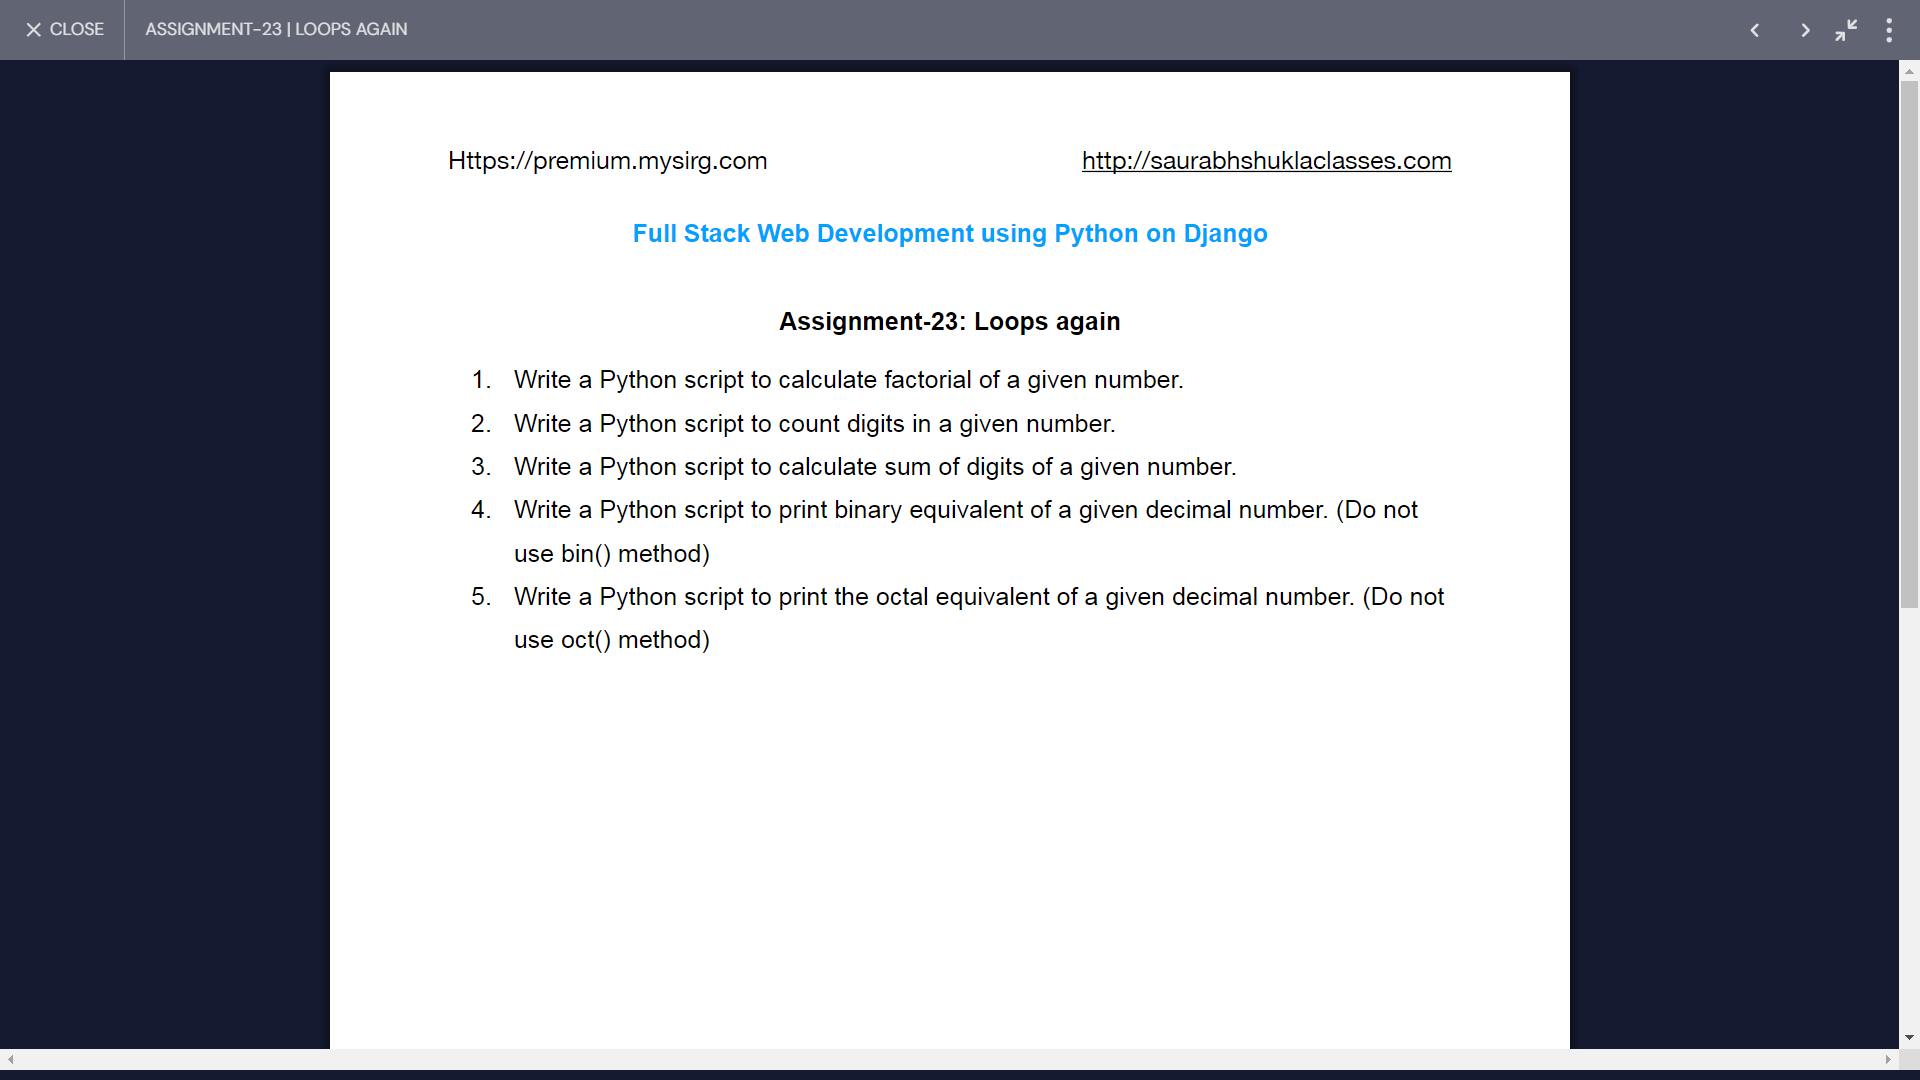 CLOSE
ASSIGNMENT-23 | LOOPS AGAIN
Https://premium.mysirg.com
http://saurabhshuklaclasses.com
Full Stack Web Development using Python on Django
Assignment-23: Loops again
1. Write a Python script to calculate factorial of a given number.
2. Write a Python script to count digits in a given number.
3. Write a Python script to calculate sum of digits of a given number.
4. Write a Python script to print binary equivalent of a given decimal number. (Do not
use bin() method)
5. Write a Python script to print the octal equivalent of a given decimal number. (Do not
use oct() method)